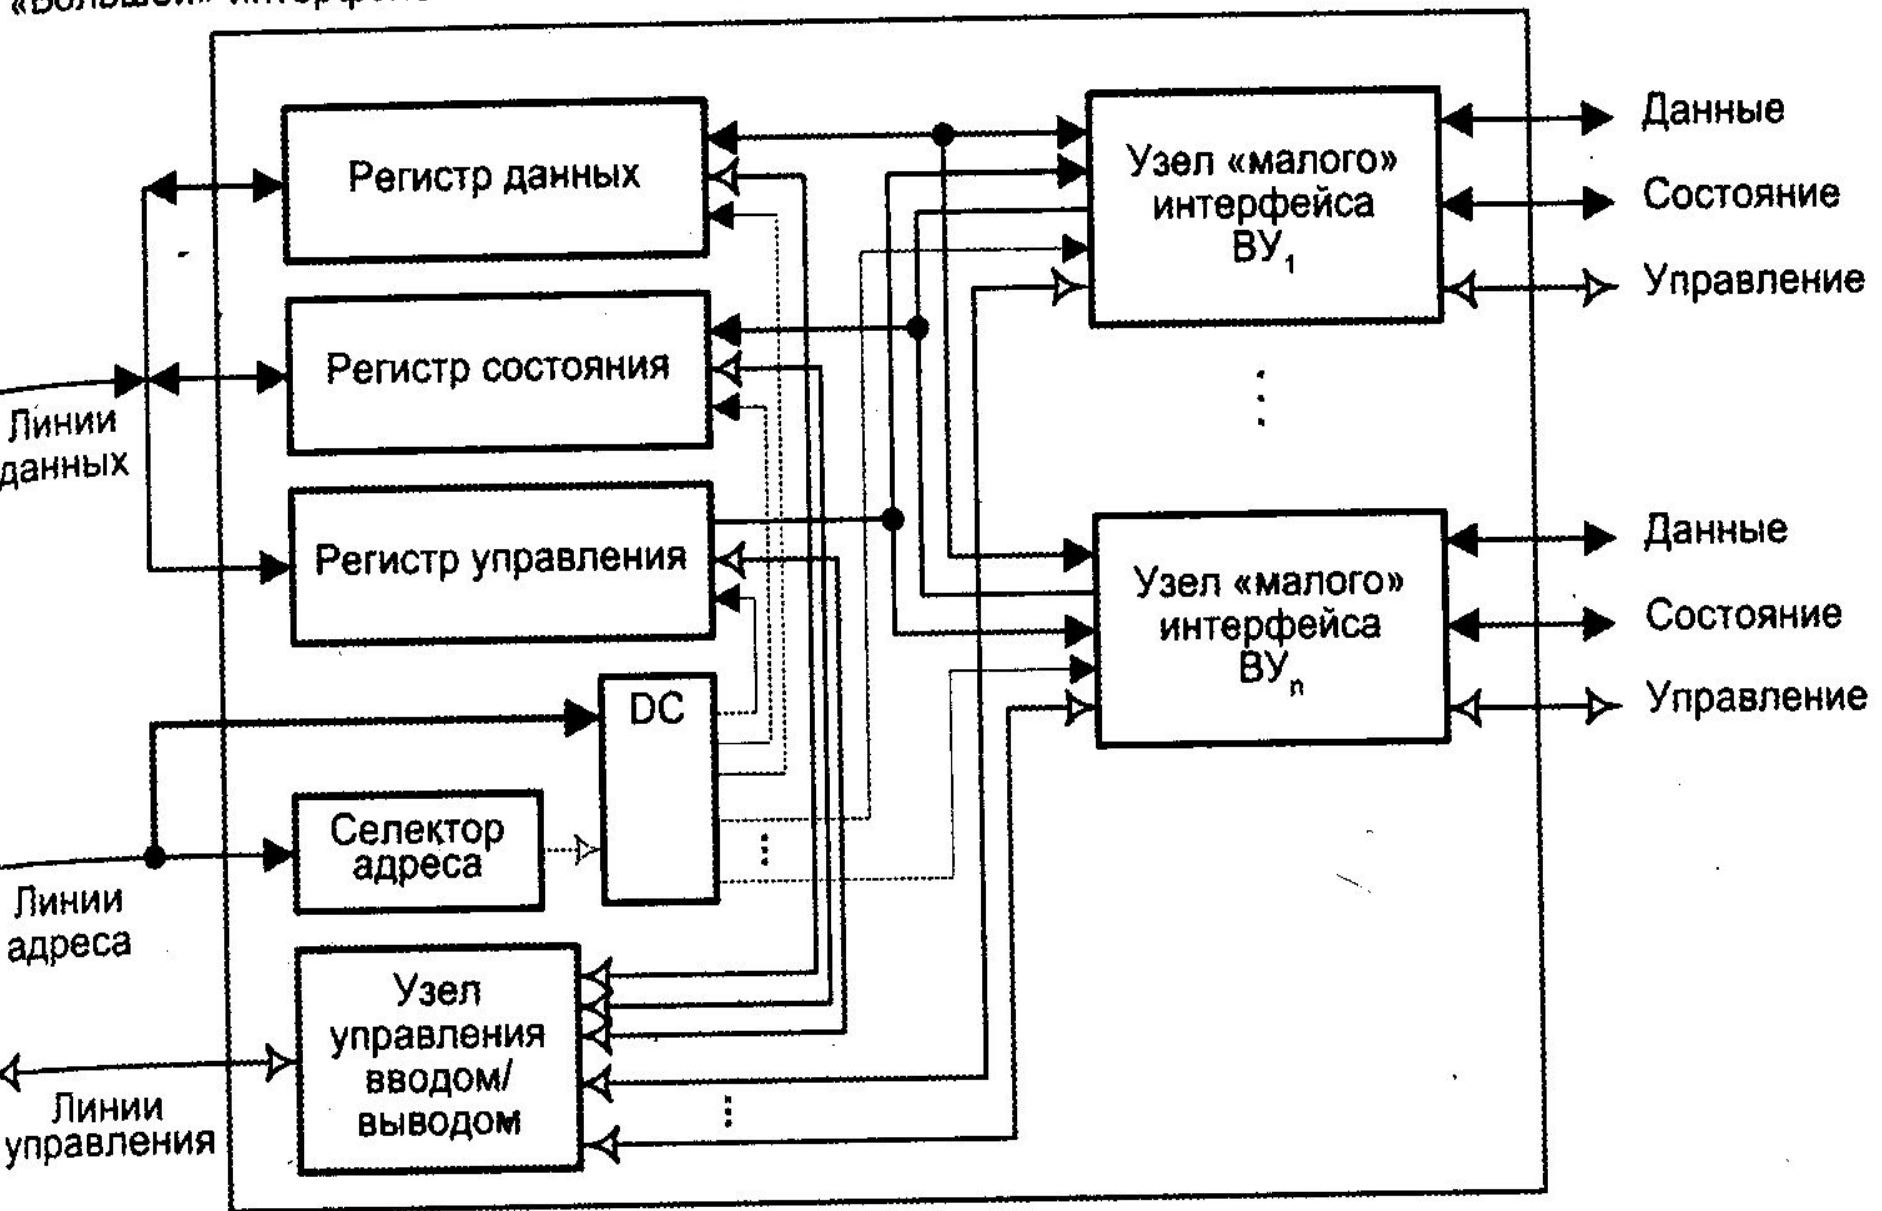 «Большой»
Регистр данных
Узел «малого»
интерфейса
ВУ₁
Данные
Состояние
Управление
Линии
данных
Регистр состояния
Регистр управления
Узел «малого»
интерфейса
ВУₙ
Данные
Состояние
Управление
DC
Линии
адреса
Селектор
адреса
Линии
управления
Узел
управления
вводом/
выводом